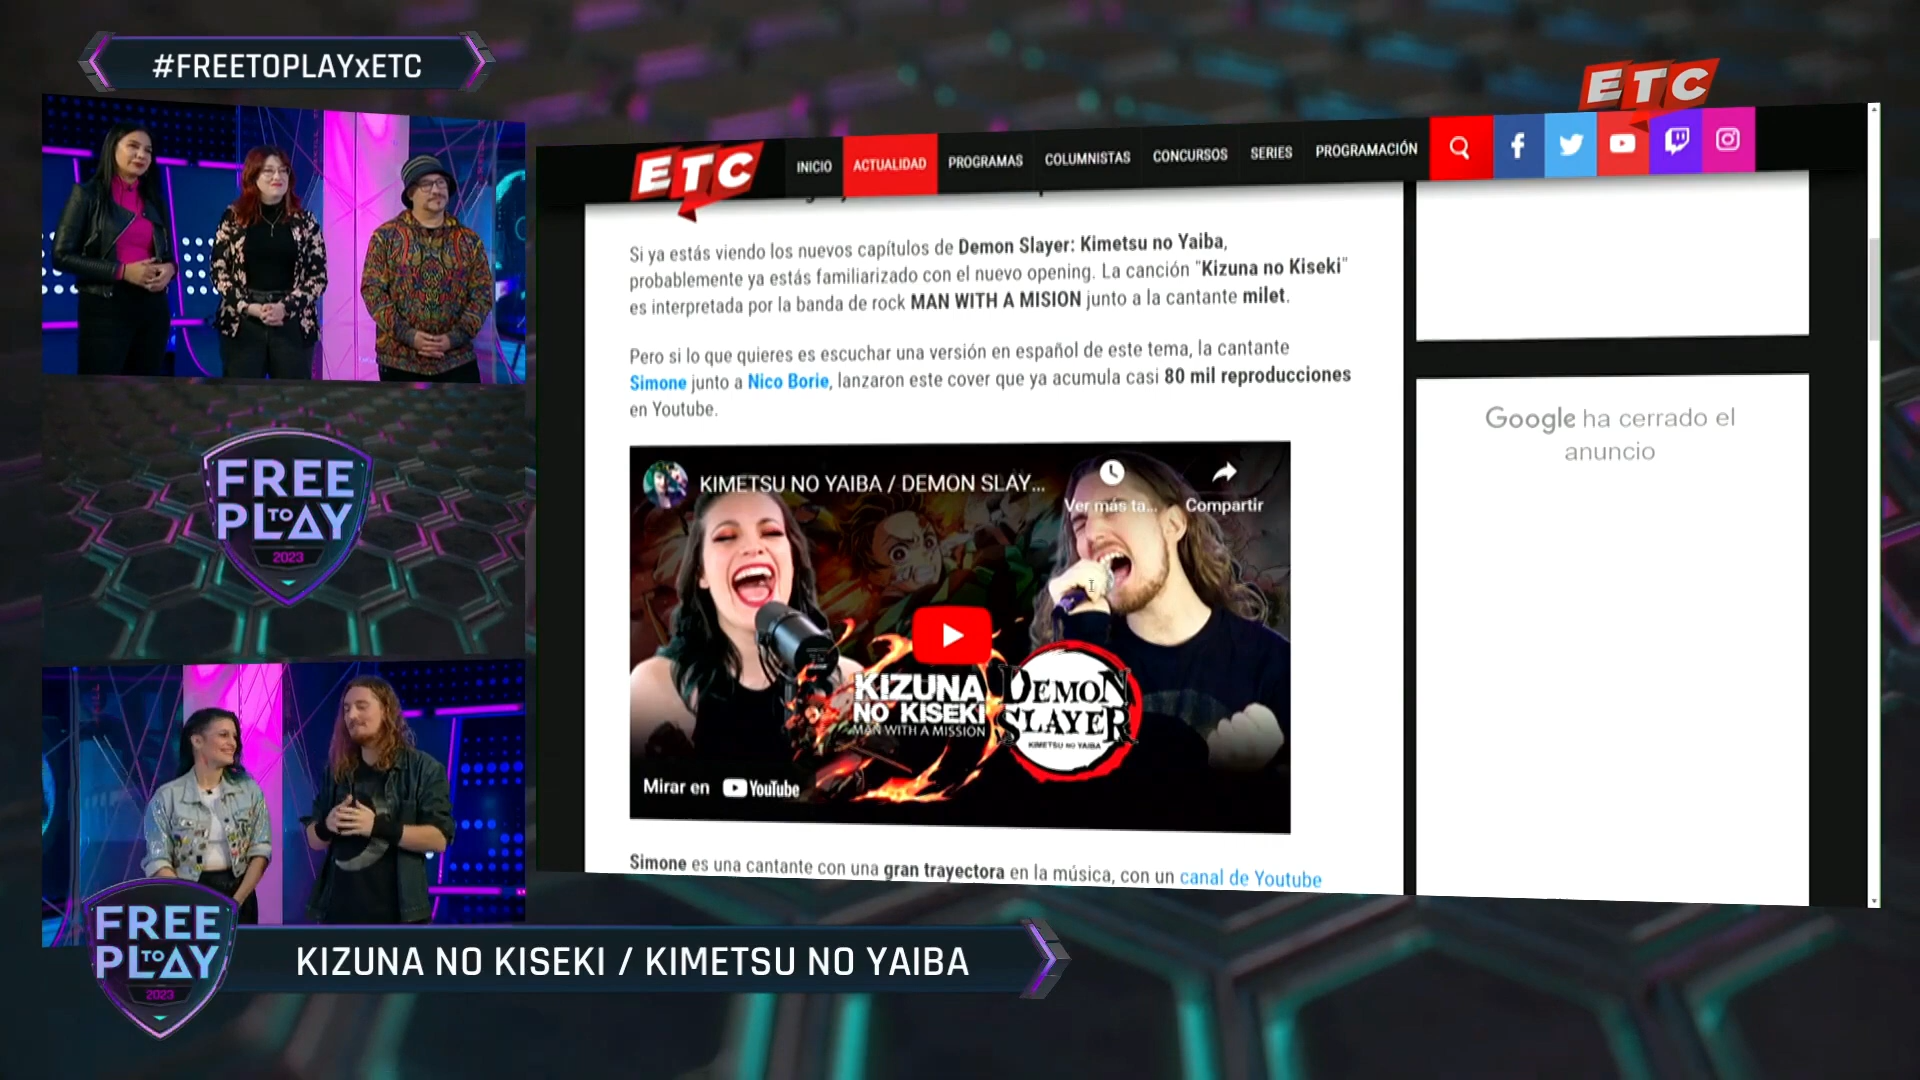 #FREETOPLAYxETC
ETC
ETC
INICIO
ACTUALIDAD
PROGRAMAS
COLUMNISTAS
CONCURSOS
SERIES
PROGRAMACIÓN
Si ya estás viendo los nuevos capítulos de Demon Slayer: Kimetsu no Yaiba,
probablemente ya estás familiarizado con el nuevo opening. La canción "Kizuna no Kiseki"
es interpretada por la banda de rock MAN WITH A MISION junto a la cantante milet.
Pero si lo que quieres es escuchar una versión en español de este tema, la cantante
Simone junto a Nico Borie, lanzaron este cover que ya acumula casi 80 mil reproducciones
en Youtube.
KIMETSU NO YAIBA / DEMON SLAY...
Ver más ta...
Compartir
KIZUNA
NO KISEKI
MAN WITH A MISSION
DEMON
SLAYER
KIMETSU NO YAIBA
Mirar en YouTube
Simone es una cantante con una gran trayectora en la música, con un canal de Youtube
Google ha cerrado el
anuncio
FREE
TO
PLAY
2023
FREE
TO
PLAY
2023
KIZUNA NO KISEKI / KIMETSU NO YAIBA